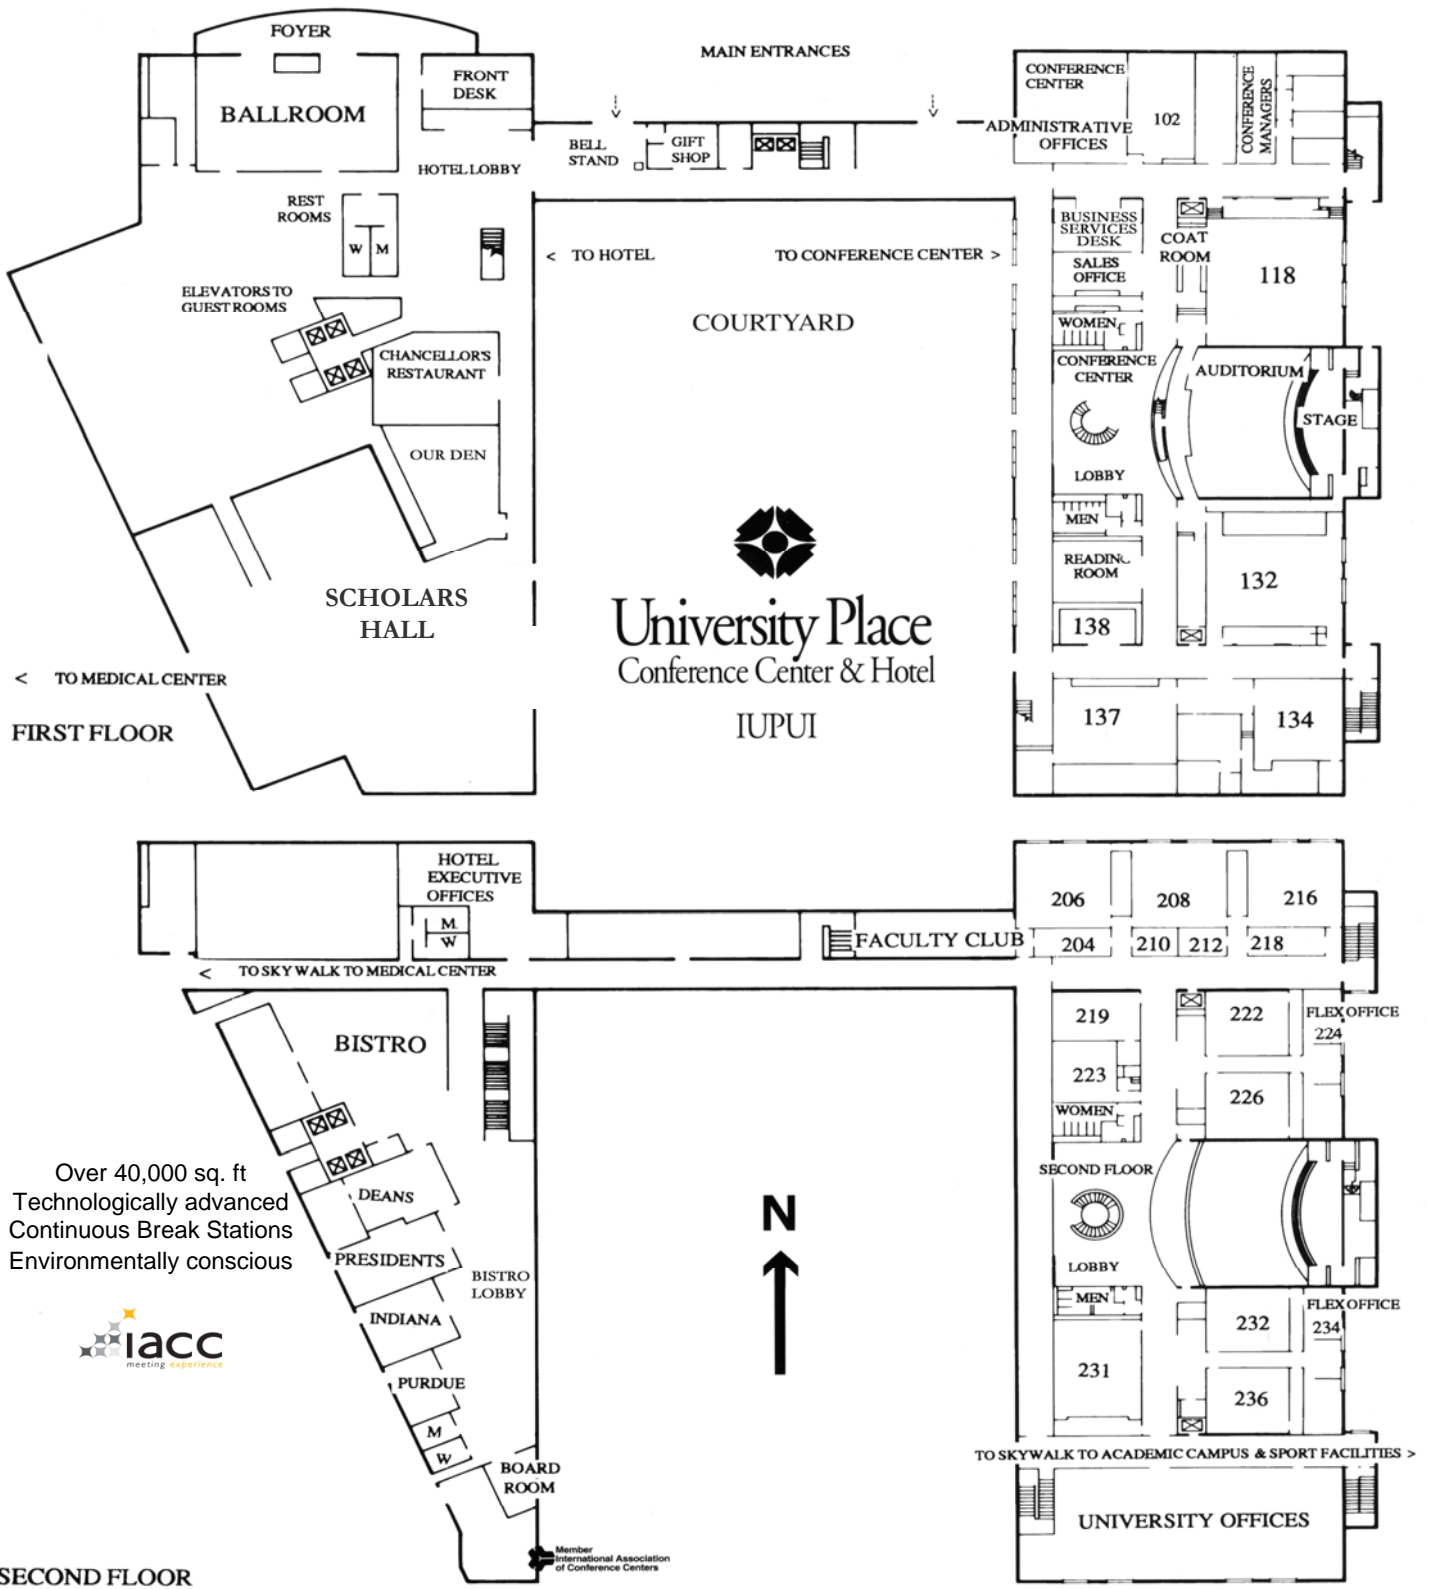 FOYER
MAIN ENTRANCES
FRONT
DESK
BALLROOM
BELL
STAND
GIFT
SHOP
HOTEL LOBBY
CONFERENCE
CENTER
ADMINISTRATIVE
OFFICES
102
CONFERENCE
MANAGERS
REST
ROOMS
W
M
< TO HOTEL
TO CONFERENCE CENTER >
BUSINESS
SERVICES
DESK
COAT
ROOM
SALES
OFFICE
118
ELEVATORS TO
GUEST ROOMS
COURTYARD
WOMEN
CHANCELLOR'S
RESTAURANT
CONFERENCE
CENTER
AUDITORIUM
STAGE
OUR DEN
LOBBY
MEN
READING
ROOM
132
SCHOLARS
HALL
138
University Place
Conference Center & Hotel
IUPUI
< TO MEDICAL CENTER
FIRST FLOOR
137
134
HOTEL
EXECUTIVE
OFFICES
M
W
206
208
216
FACULTY CLUB
204
210
212
218
< TO SKYWALK TO MEDICAL CENTER
BISTRO
219
222
FLEX OFFICE
224
223
226
WOMEN
Over 40,000 sq. ft
Technologically advanced
Continuous Break Stations
Environmentally conscious
DEANS
SECOND FLOOR
N
PRESIDENTS
BISTRO
LOBBY
LOBBY
INDIANA
MEN
FLEX OFFICE
232
234
iacc
meeting experience
PURDUE
231
236
M
W
BOARD
ROOM
TO SKYWALK TO ACADEMIC CAMPUS & SPORT FACILITIES >
UNIVERSITY OFFICES
Member
International Association
of Conference Centers
SECOND FLOOR